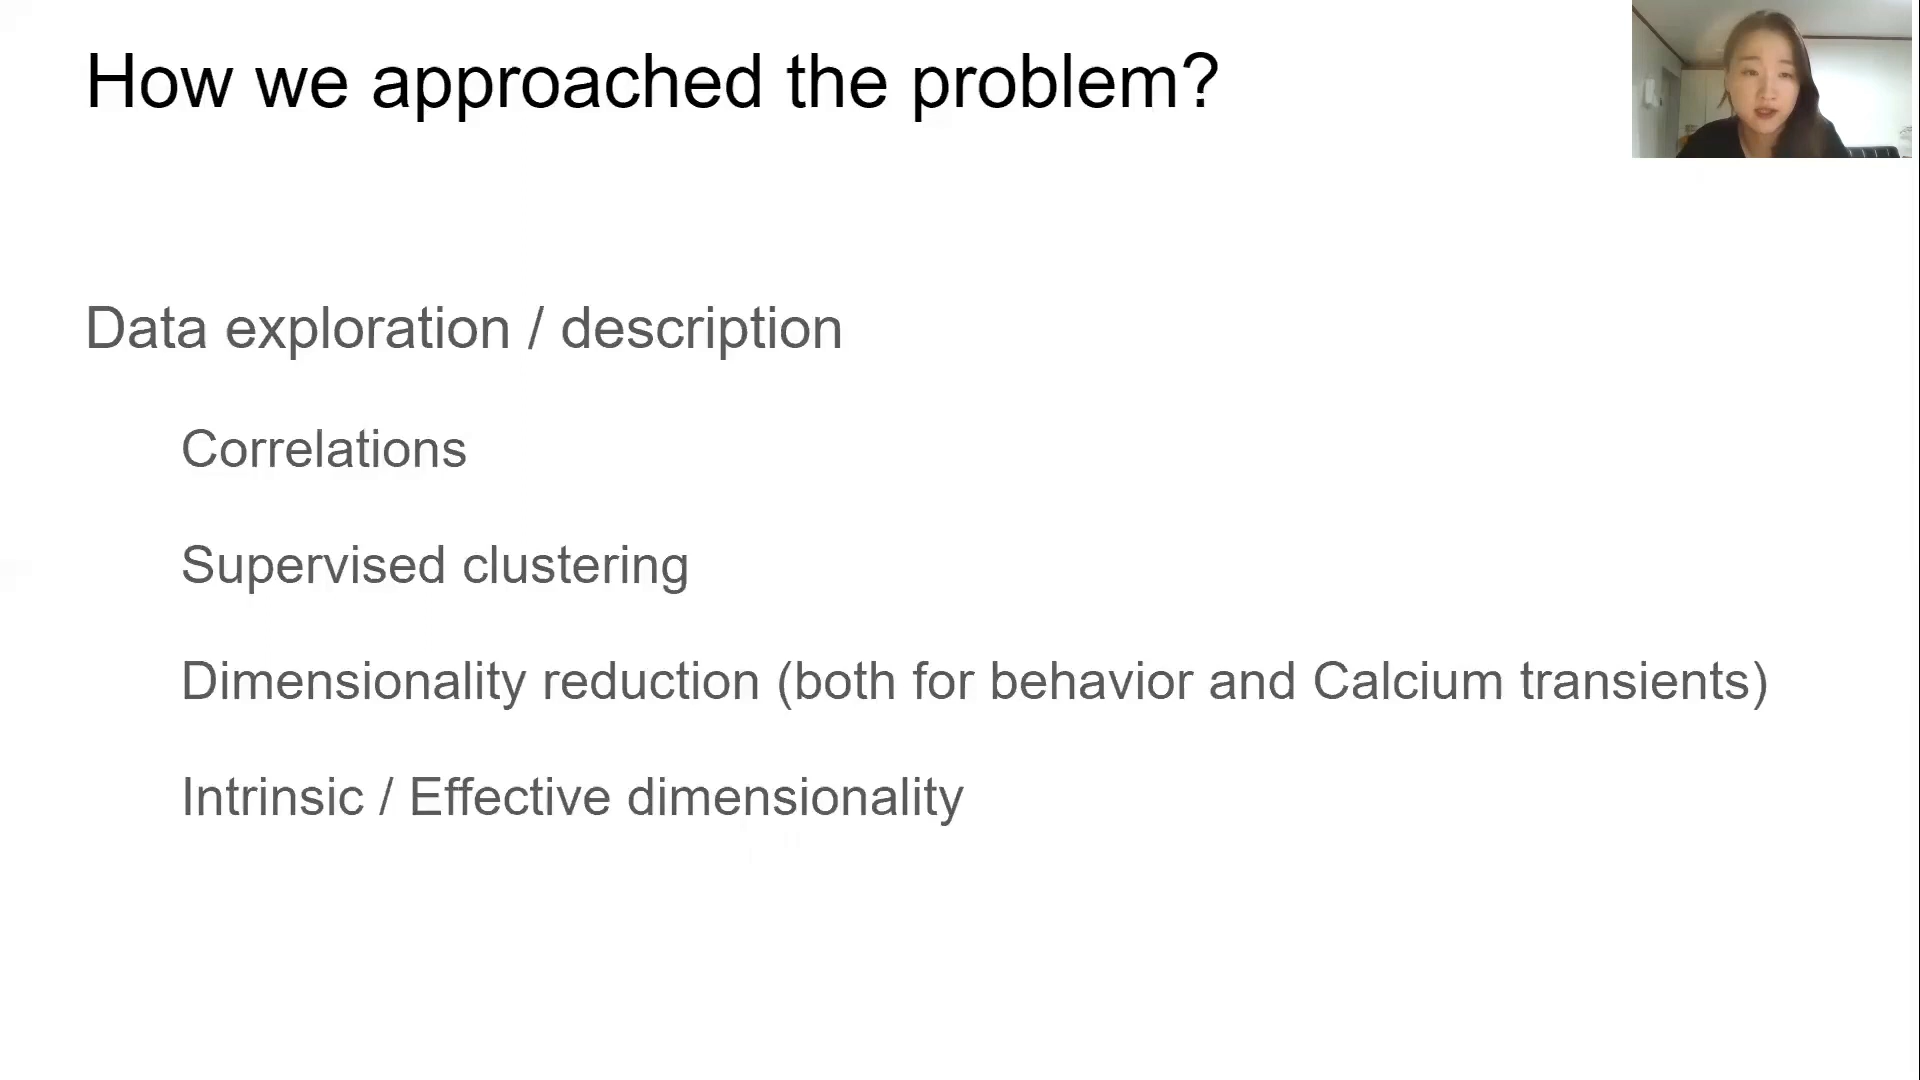 How we approached the problem?
Data exploration / description
Correlations
Supervised clustering
Dimensionality reduction (both for behavior and Calcium transients)
Intrinsic / Effective dimensionality